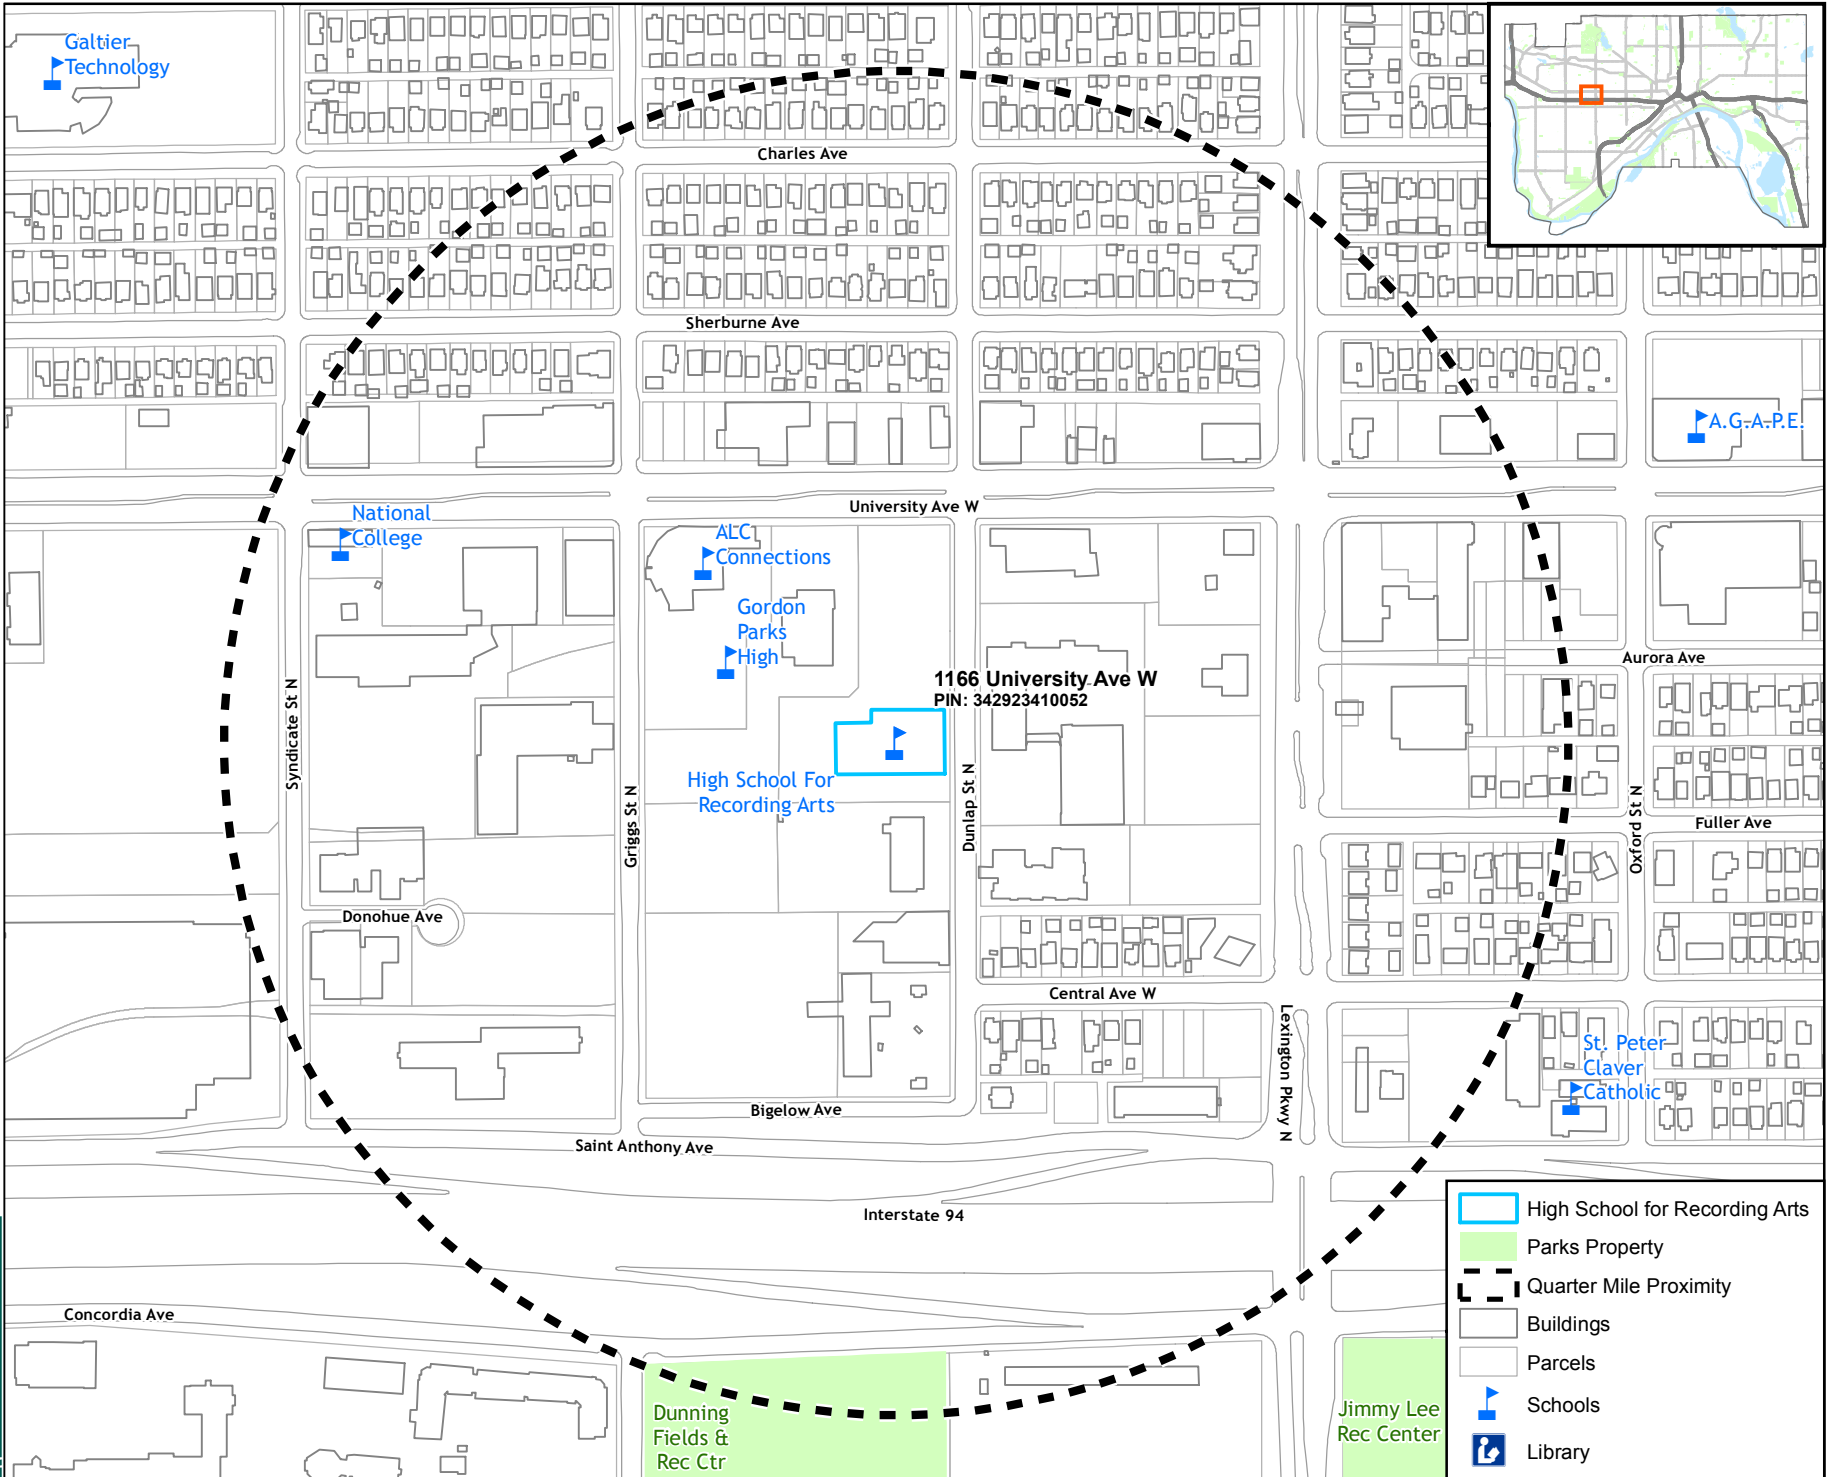 Galtier
Technology
Charles Ave
Sherburne Ave
A.G.A.P.E.
University Ave W
National
College
ALC
Connections
Gordon
Parks
High
Aurora Ave
1166 University Ave W
PIN: 342923410052
Syndicate St N
High School For
Recording Arts
Griggs St N
Dunlap St N
Oxford St N
Fuller Ave
Donohue Ave
Central Ave W
Lexington Pkwy N
St. Peter
Claver
Catholic
Bigelow Ave
Saint Anthony Ave
Interstate 94
Concordia Ave
Dunning
Fields &
Rec Ctr
Jimmy Lee
Rec Center
High School for Recording Arts
Parks Property
Quarter Mile Proximity
Buildings
Parcels
Schools
Library